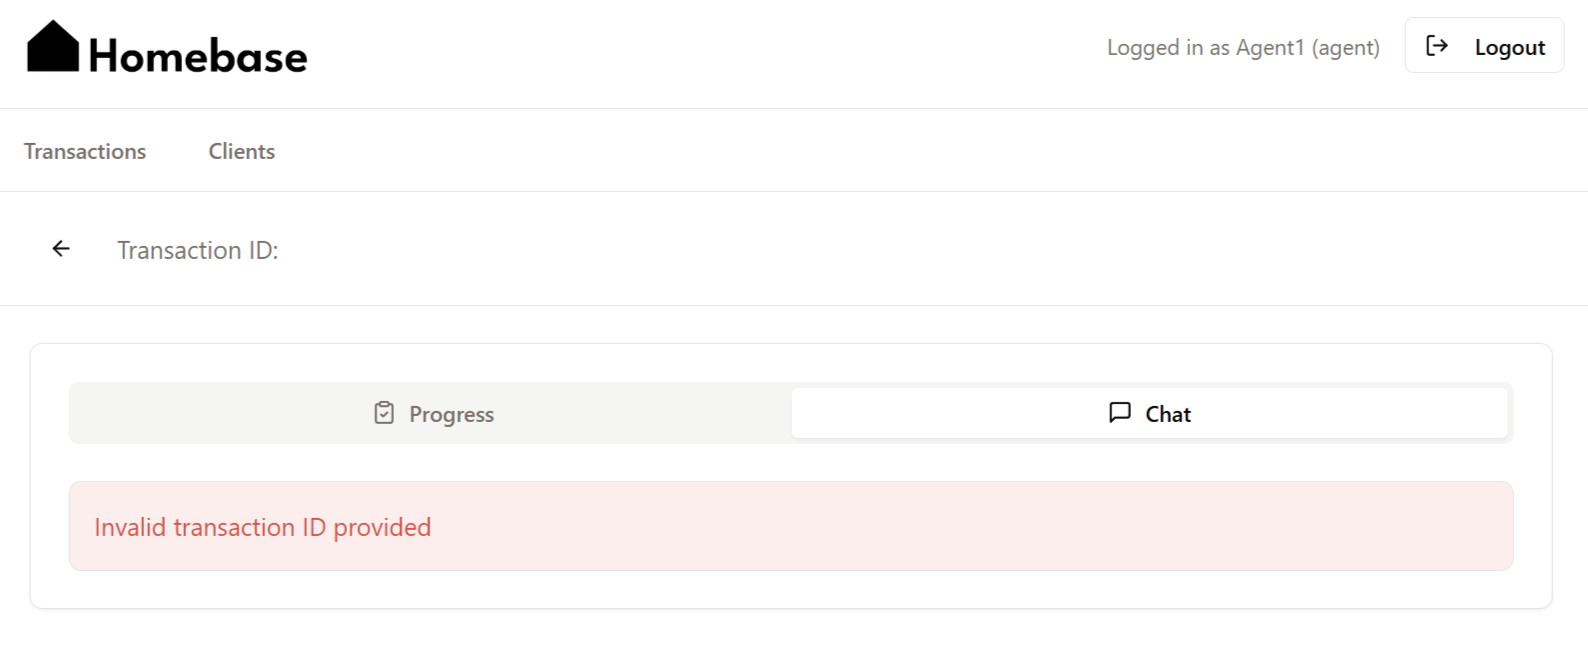 Homebase
Logged in as Agent1 (agent)
Logout
Transactions
Clients
Transaction ID:
Progress
Chat
Invalid transaction ID provided